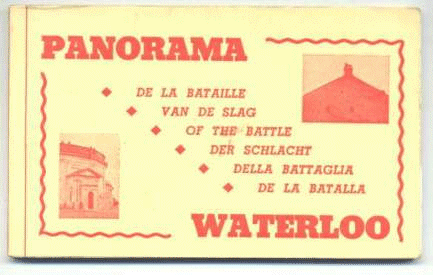 PANORAMA
DE LA BATAILLE
VAN DE SLAG
OF THE BATTLE
DER SCHLACHT
DELLA BATTAGLIA
DE LA BATALLA
WATERLOO